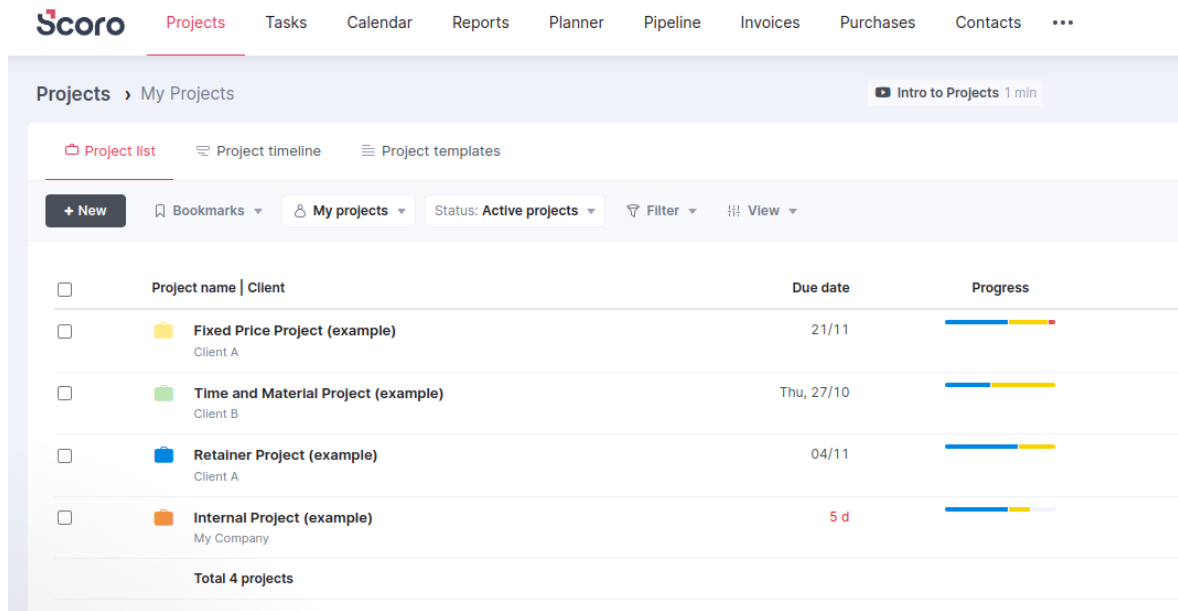 Scoro Projects Tasks Calendar Reports Planner Pipeline Invoices Purchases Contacts •••
Projects › My Projects Intro to Projects 1 min
Project list Project timeline Project templates
+ New Bookmarks My projects Status: Active projects Filter View
Project name | Client Due date Progress
Fixed Price Project (example) 21/11
Client A
Time and Material Project (example) Thu, 27/10
Client B
Retainer Project (example) 04/11
Client A
Internal Project (example) 5 d
My Company
Total 4 projects